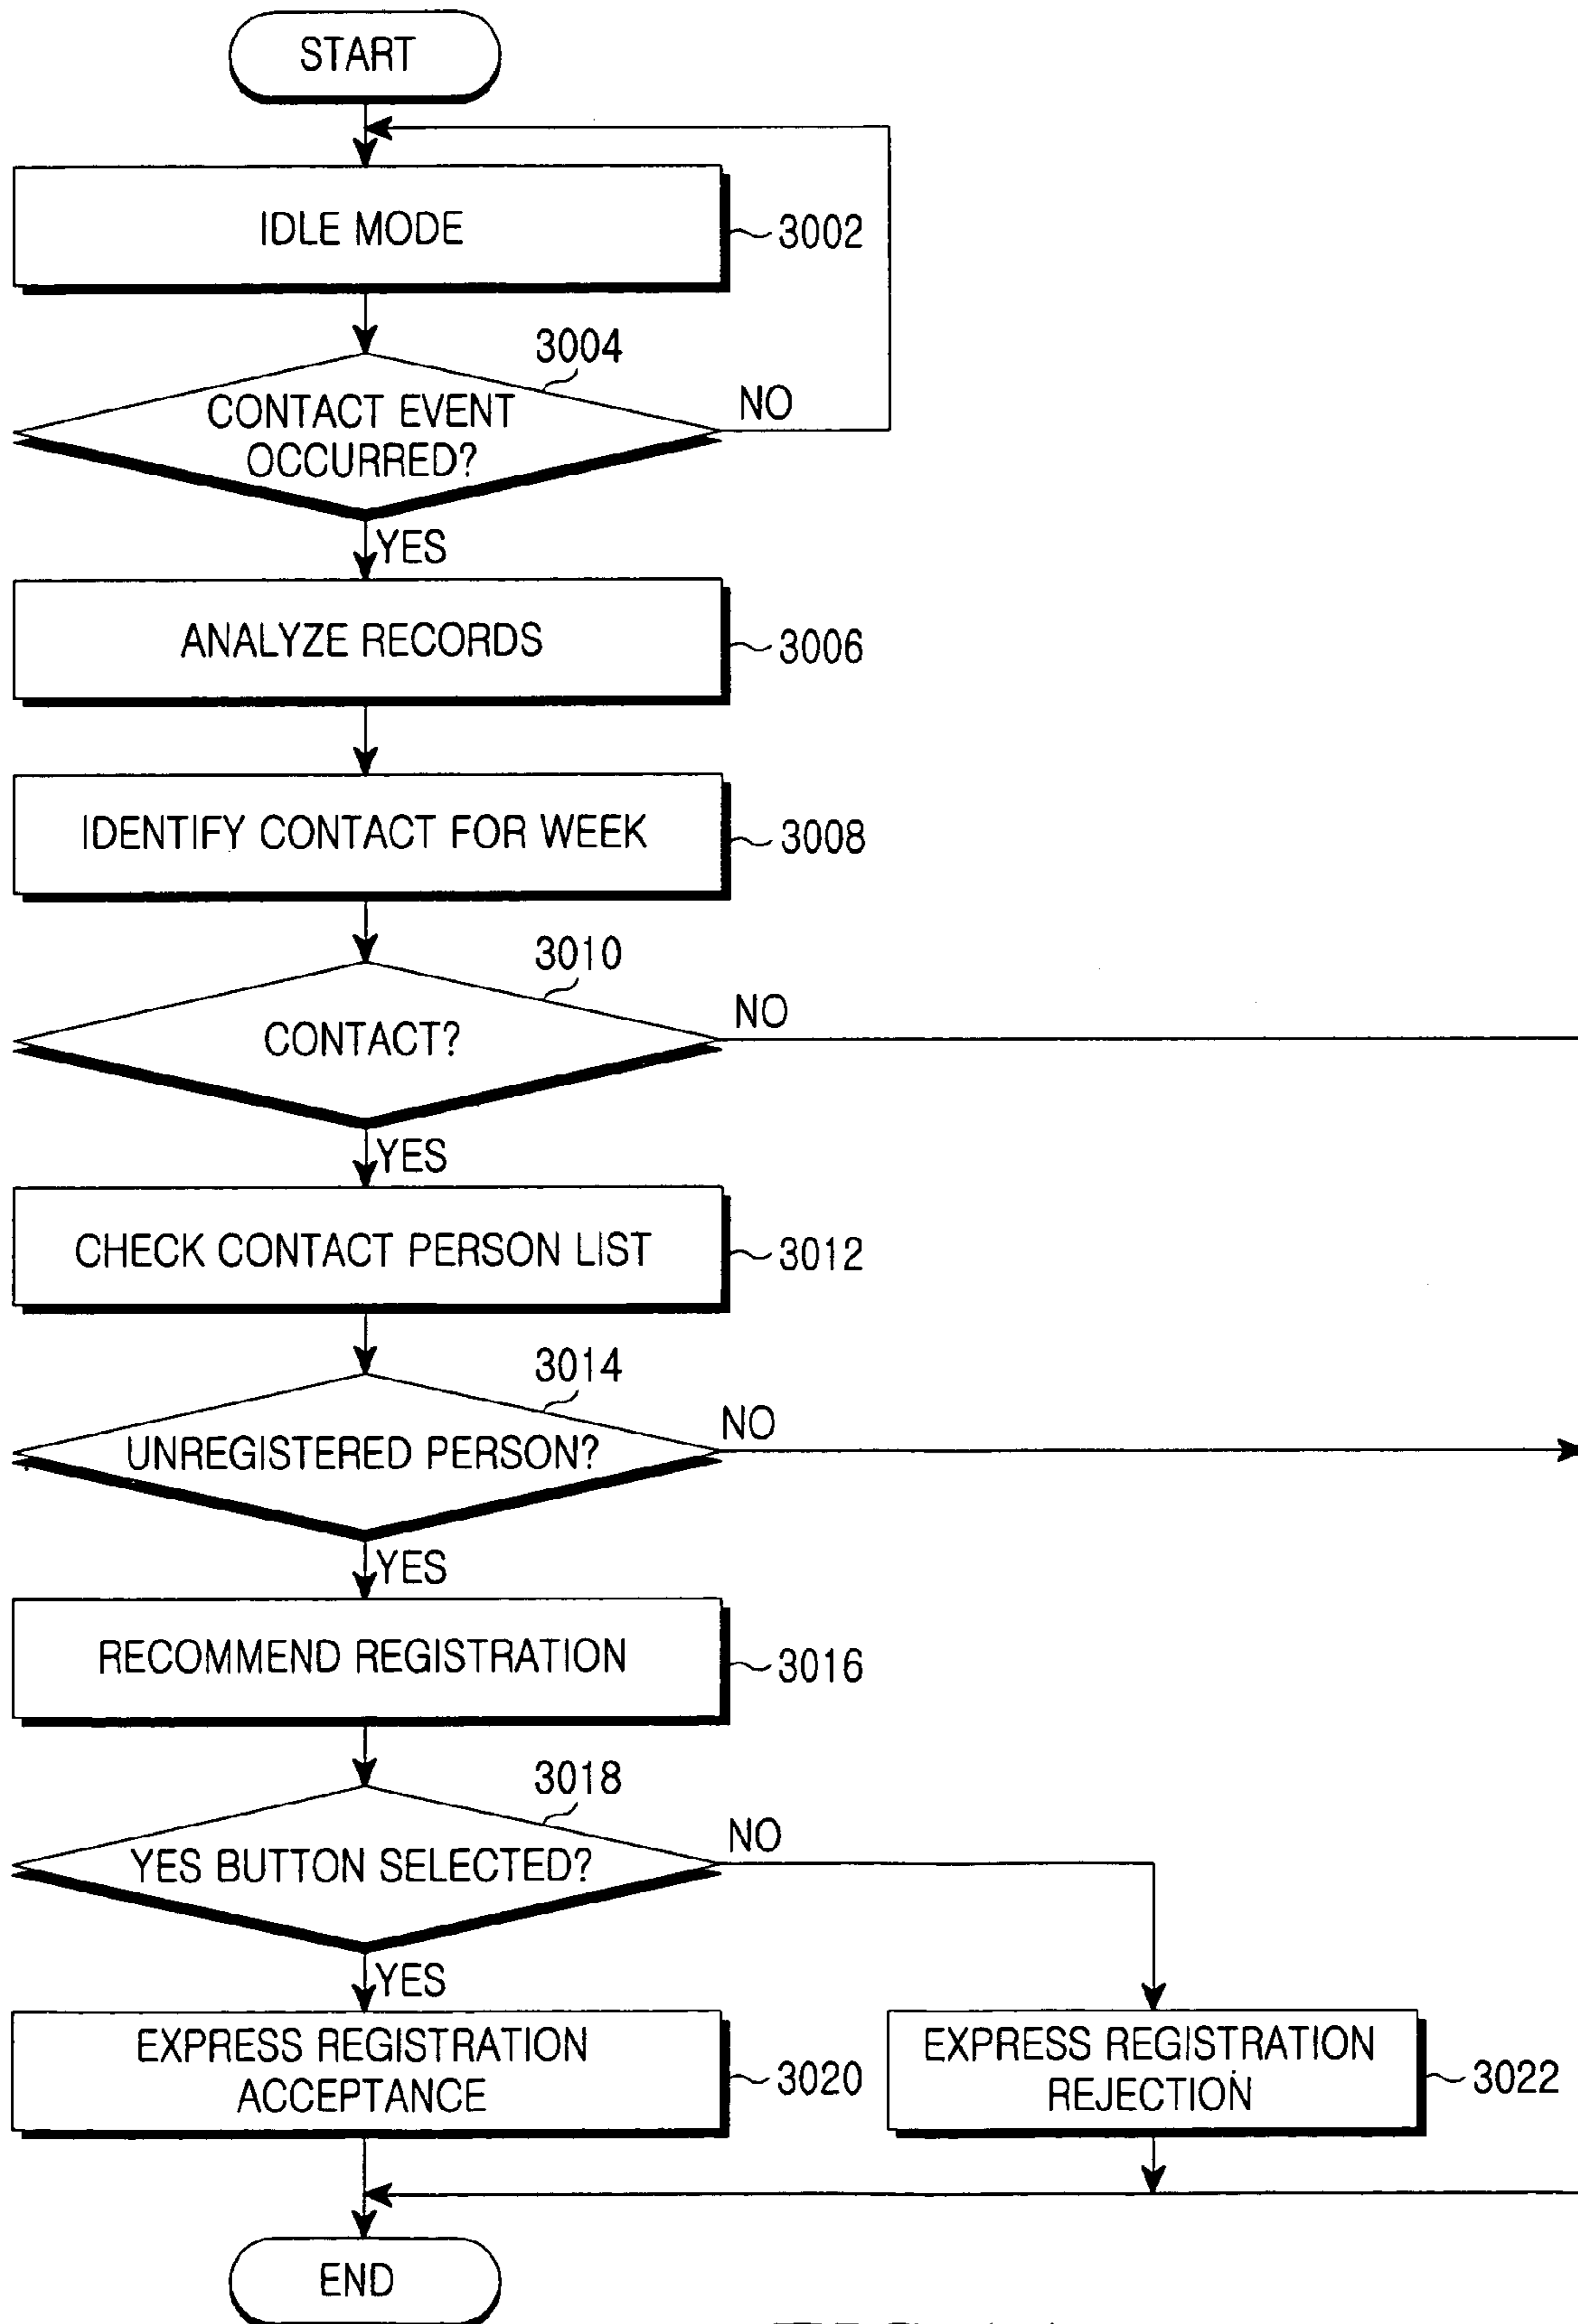 START
IDLE MODE
3002
3004
CONTACT EVENT
OCCURRED?
NO
YES
ANALYZE RECORDS
3006
IDENTIFY CONTACT FOR WEEK
3008
3010
CONTACT?
NO
YES
CHECK CONTACT PERSON LIST
3012
3014
UNREGISTERED PERSON?
NO
YES
RECOMMEND REGISTRATION
3016
3018
YES BUTTON SELECTED?
NO
YES
EXPRESS REGISTRATION
ACCEPTANCE
3020
EXPRESS REGISTRATION
REJECTION
3022
END